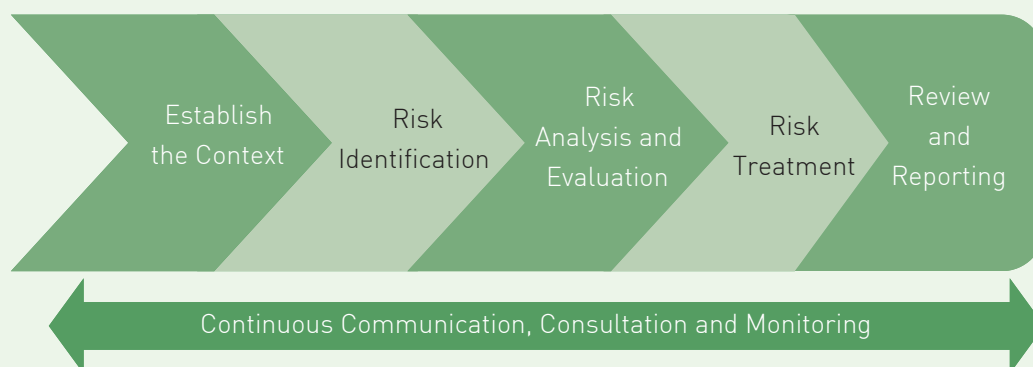 Establish
the Context
Risk
Identification
Risk
Analysis and
Evaluation
Risk
Treatment
Review
and
Reporting
Continuous Communication, Consultation and Monitoring